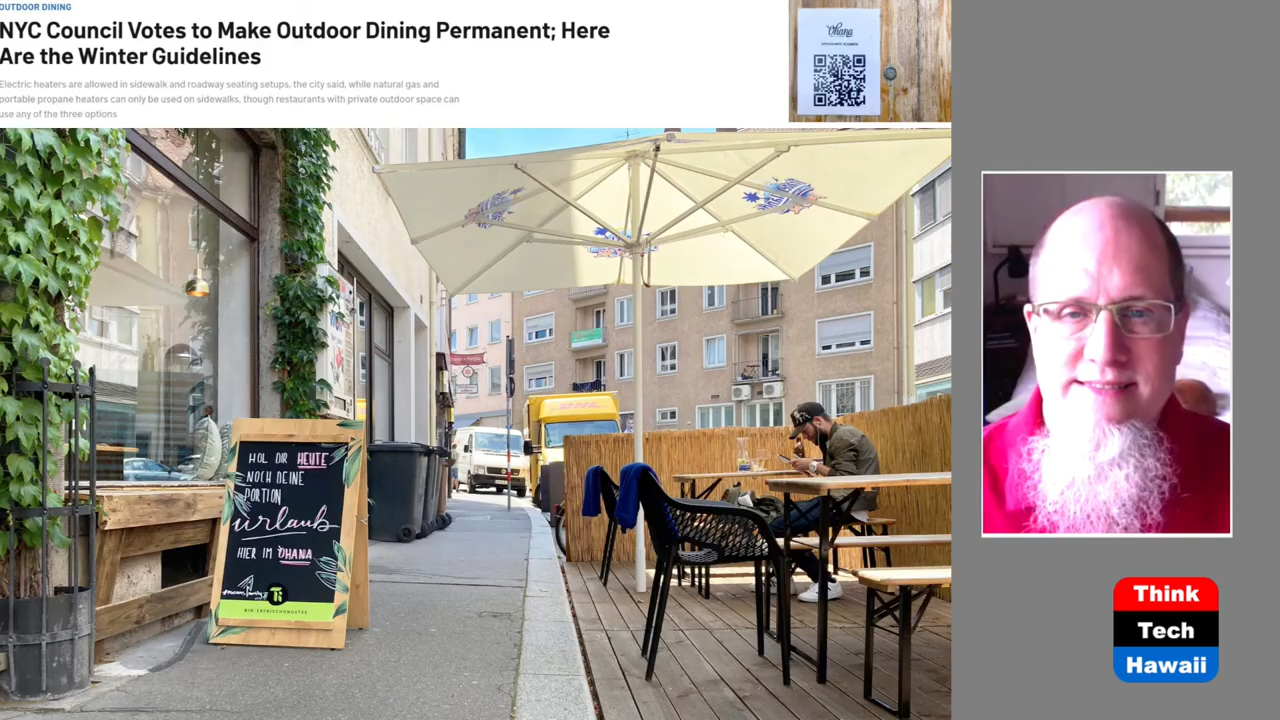 OUTDOOR DINING
NYC Council Votes to Make Outdoor Dining Permanent; Here
Are the Winter Guidelines
Electric heaters are allowed in sidewalk and roadway seating setups, the city said, while natural gas and
portable propane heaters can only be used on sidewalks, though restaurants with private outdoor space can
use any of the three options
Ohana
DHL
HOL DIR HEUTE
NOCH DEINE
PORTION
urlaub
HIER IM OHANA
BIO-ERFRISCHUNGSTEE
Think
Tech
Hawaii